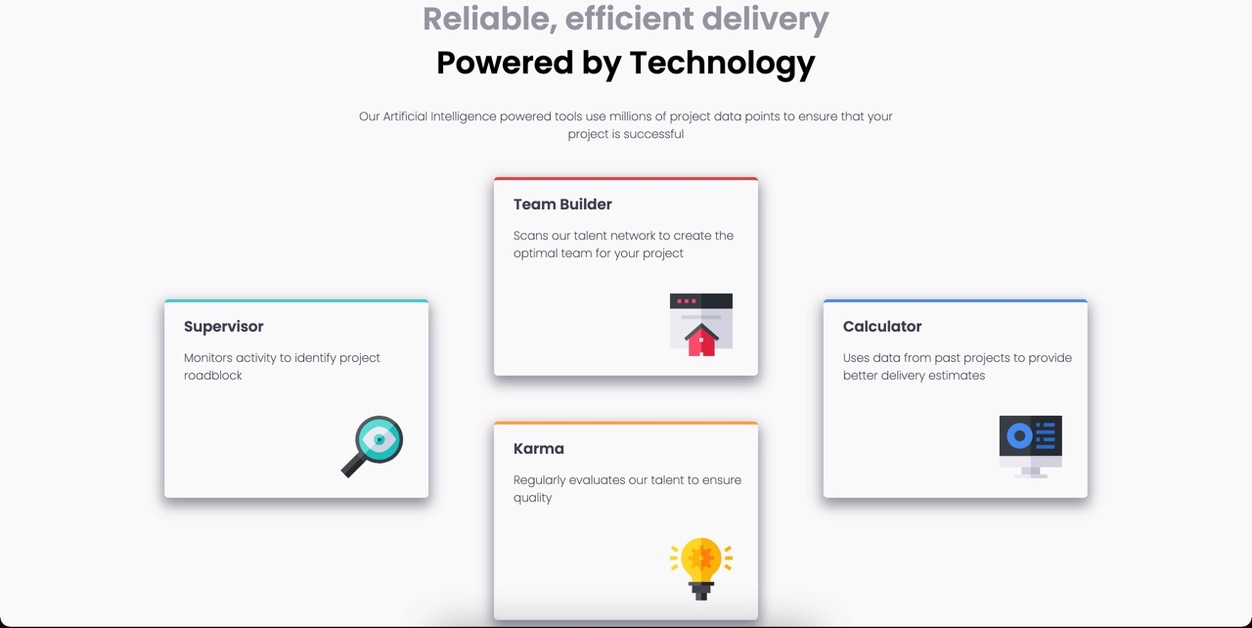 Reliable, efficient delivery
Powered by Technology
Our Artificial Intelligence powered tools use millions of project data points to ensure that your
project is successful
Team Builder
Scans our talent network to create the
optimal team for your project
Supervisor
Monitors activity to identify project
roadblock
Calculator
Uses data from past projects to provide
better delivery estimates
Karma
Regularly evaluates our talent to ensure
quality